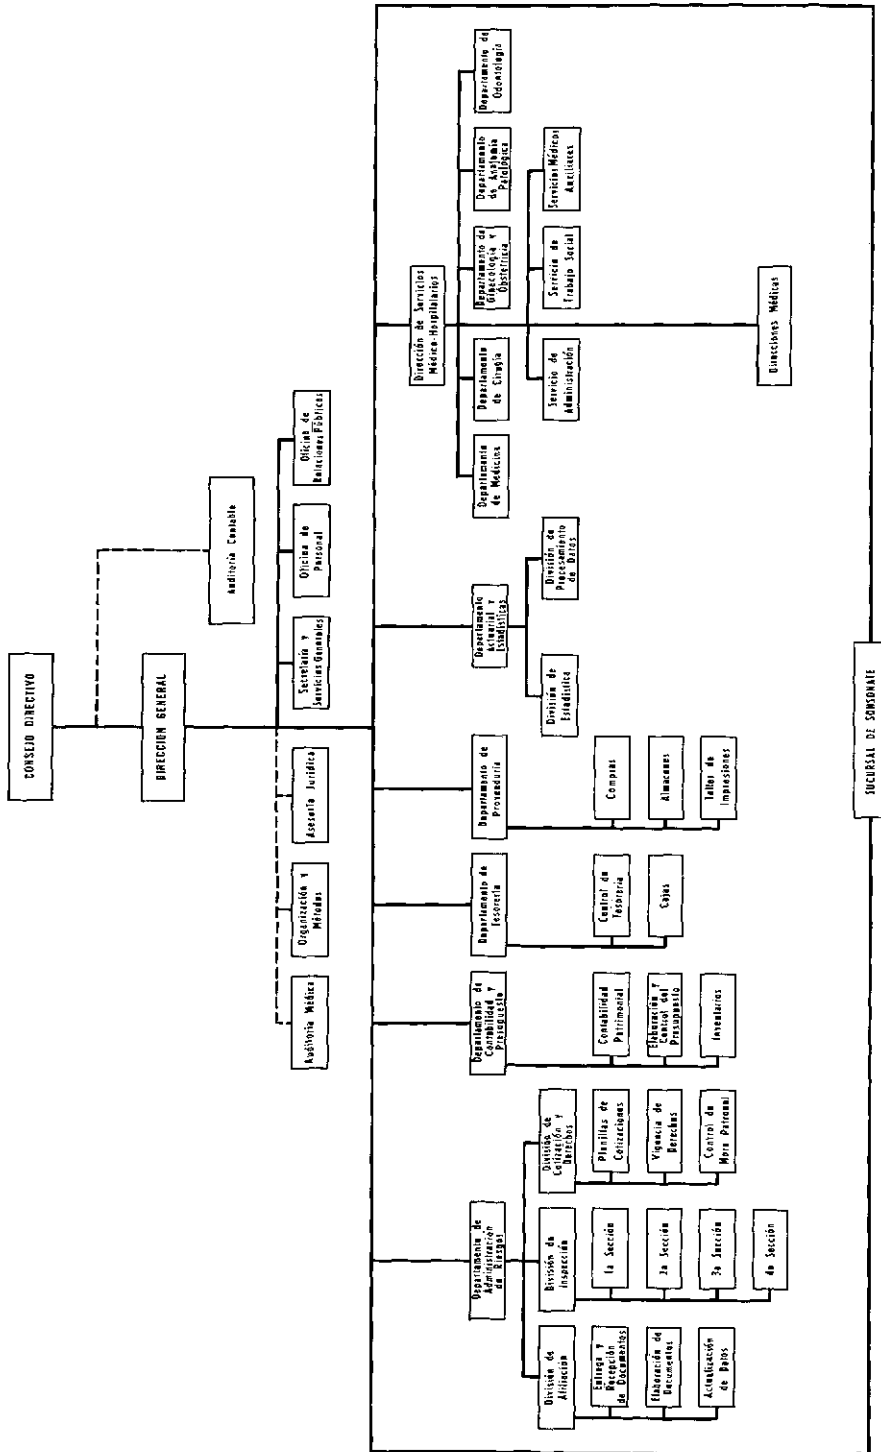 CONSEJO DIRECTIVO
Auditoría Contable
DIRECCION GENERAL
Auditoría Médica
Organización y
Métodos
Asesoría Jurídica
Secretaría y
Servicios Generales
Oficina de
Personal
Oficina de
Relaciones Públicas
Departamento de
Administración
de Riesgos
Departamento de
Contabilidad y
Presupuesto
Departamento de
Tesorería
Departamento de
Proveeduría
Departamento
Actuarial y
Estadísticas
Dirección de Servicios
Médico-Hospitalarios
Departamento
de Medicina
Departamento
de Cirugía
Departamento de
Ginecología y
Obstetricia
Departamento
de Anatomía
Patológica
Departamento de
Odontología
División de
Afiliación
División de
Inspección
División de
Cotización y
Derechos
División de
Estadística
División de
Procesamiento
de Datos
Servicio de
Administración
Servicio de
Trabajo Social
Servicios Médicos
Auxiliares
Entrega y
Recepción
de Documentos
1a Sección
Planillas de
Cotizaciones
Contabilidad
Patrimonial
Control de
Tesorería
Compras
Elaboración de
Documentos
2a Sección
Vigencia de
Derechos
Elaboración y
Control del
Presupuesto
Cajas
Almacenes
Actualización
de Datos
3a Sección
Control de
Mora Patronal
Inventarios
Taller de
Impresiones
4a Sección
Direcciones Médicas
SUCURSAL DE SONSONATE